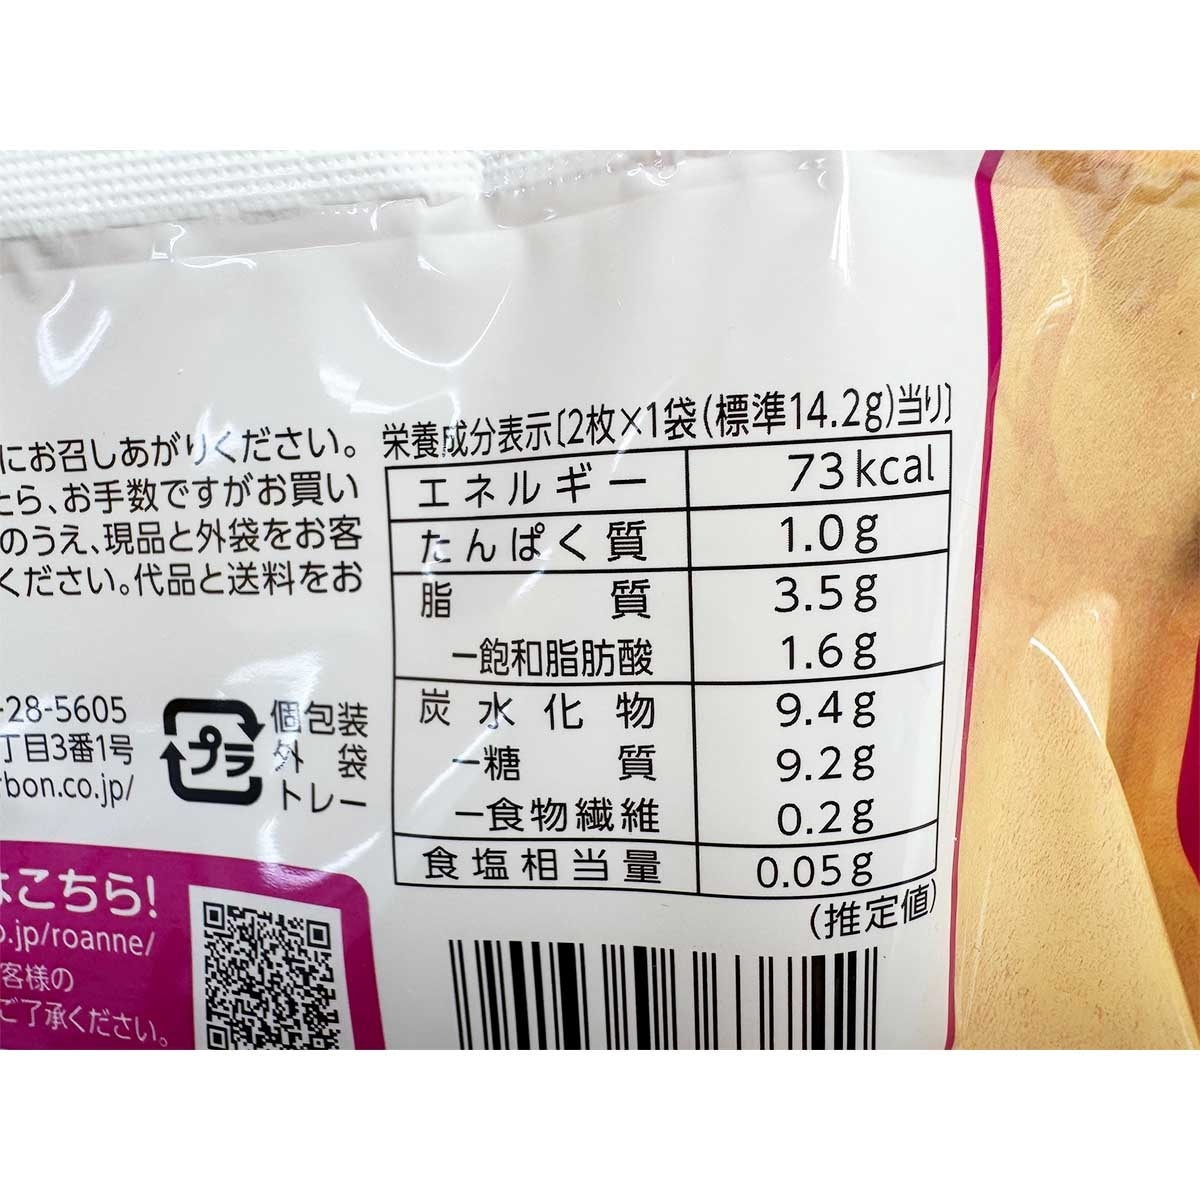 にお召しあがりください。
たら、お手数ですがお買い
のうえ、現品と外袋をお客
ください。代品と送料をお
-28-5605
丁目3番1号
rbon.co.jp/
プラ
個包装
外 袋
トレー
はこちら!
o.jp/roanne/
客様の
ご了承ください。
栄養成分表示〔2枚×1袋(標準14.2g)当り〕
エネルギー 73kcal
たんぱく質 1.0g
脂質 3.5g
−飽和脂肪酸 1.6g
炭水化物 9.4g
−糖質 9.2g
−食物繊維 0.2g
食塩相当量 0.05g
(推定値)